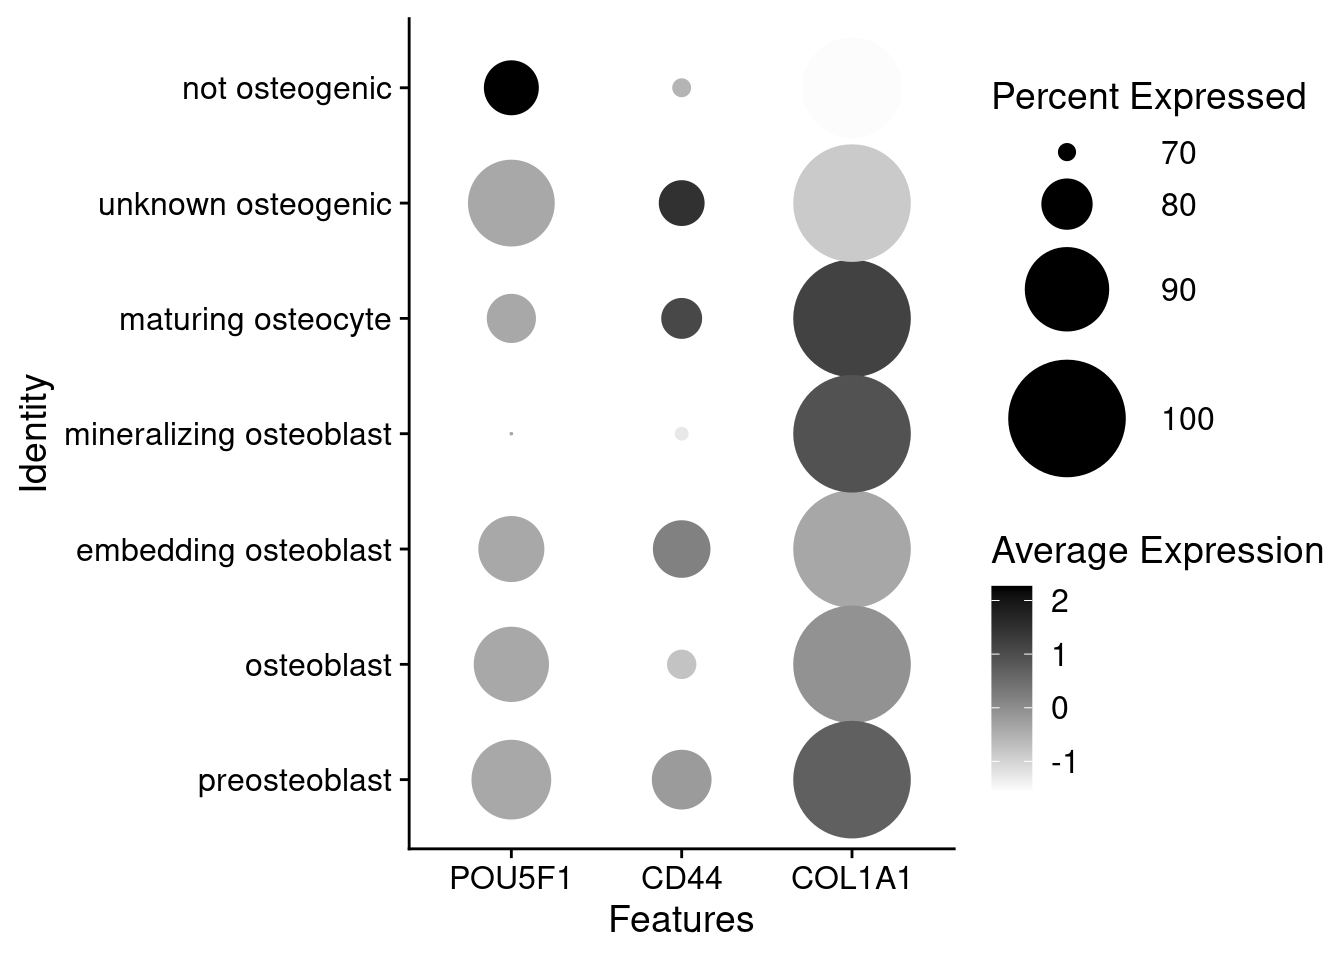 not osteogenic
unknown osteogenic
maturing osteocyte
mineralizing osteoblast
embedding osteoblast
osteoblast
preosteoblast
Identity
POU5F1 CD44 COL1A1
Features
Percent Expressed
70
80
90
100
Average Expression
2
1
0
-1